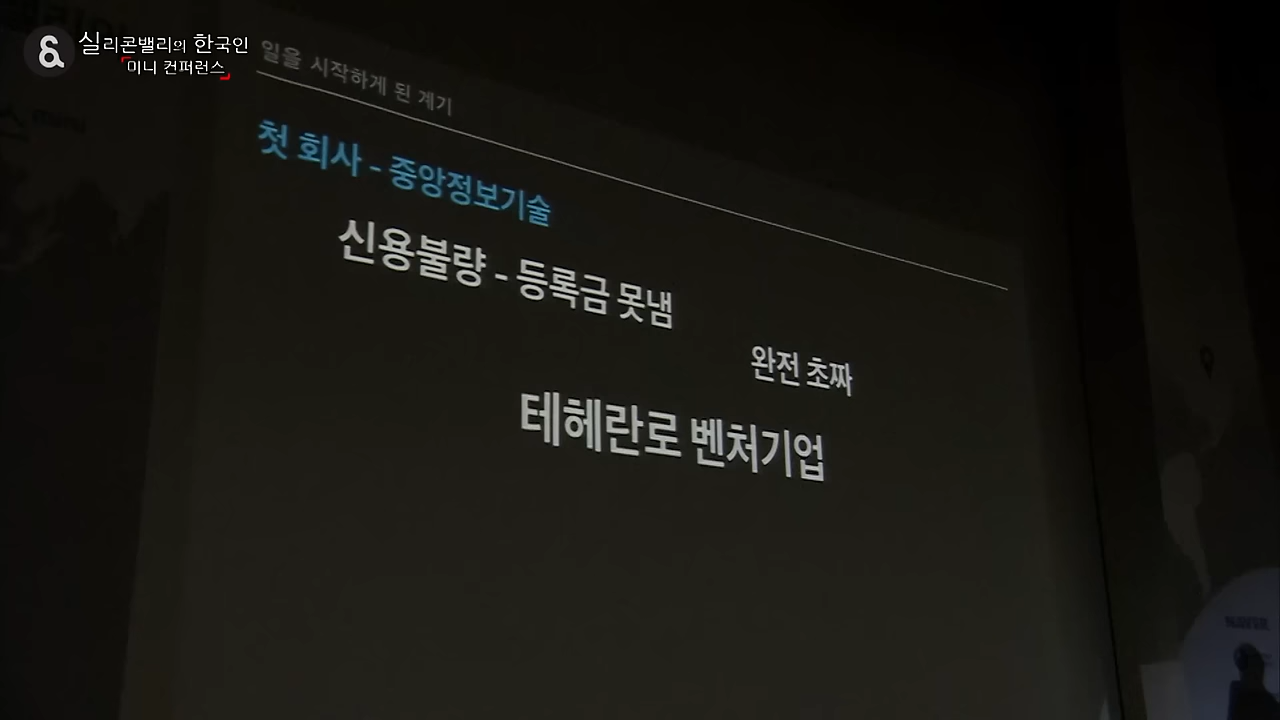 실리콘밸리의 한국인
미니 컨퍼런스
일을 시작하게 된 계기
첫 회사 - 중앙정보기술
신용불량 - 등록금 못냄
완전 초짜
테헤란로 벤처기업